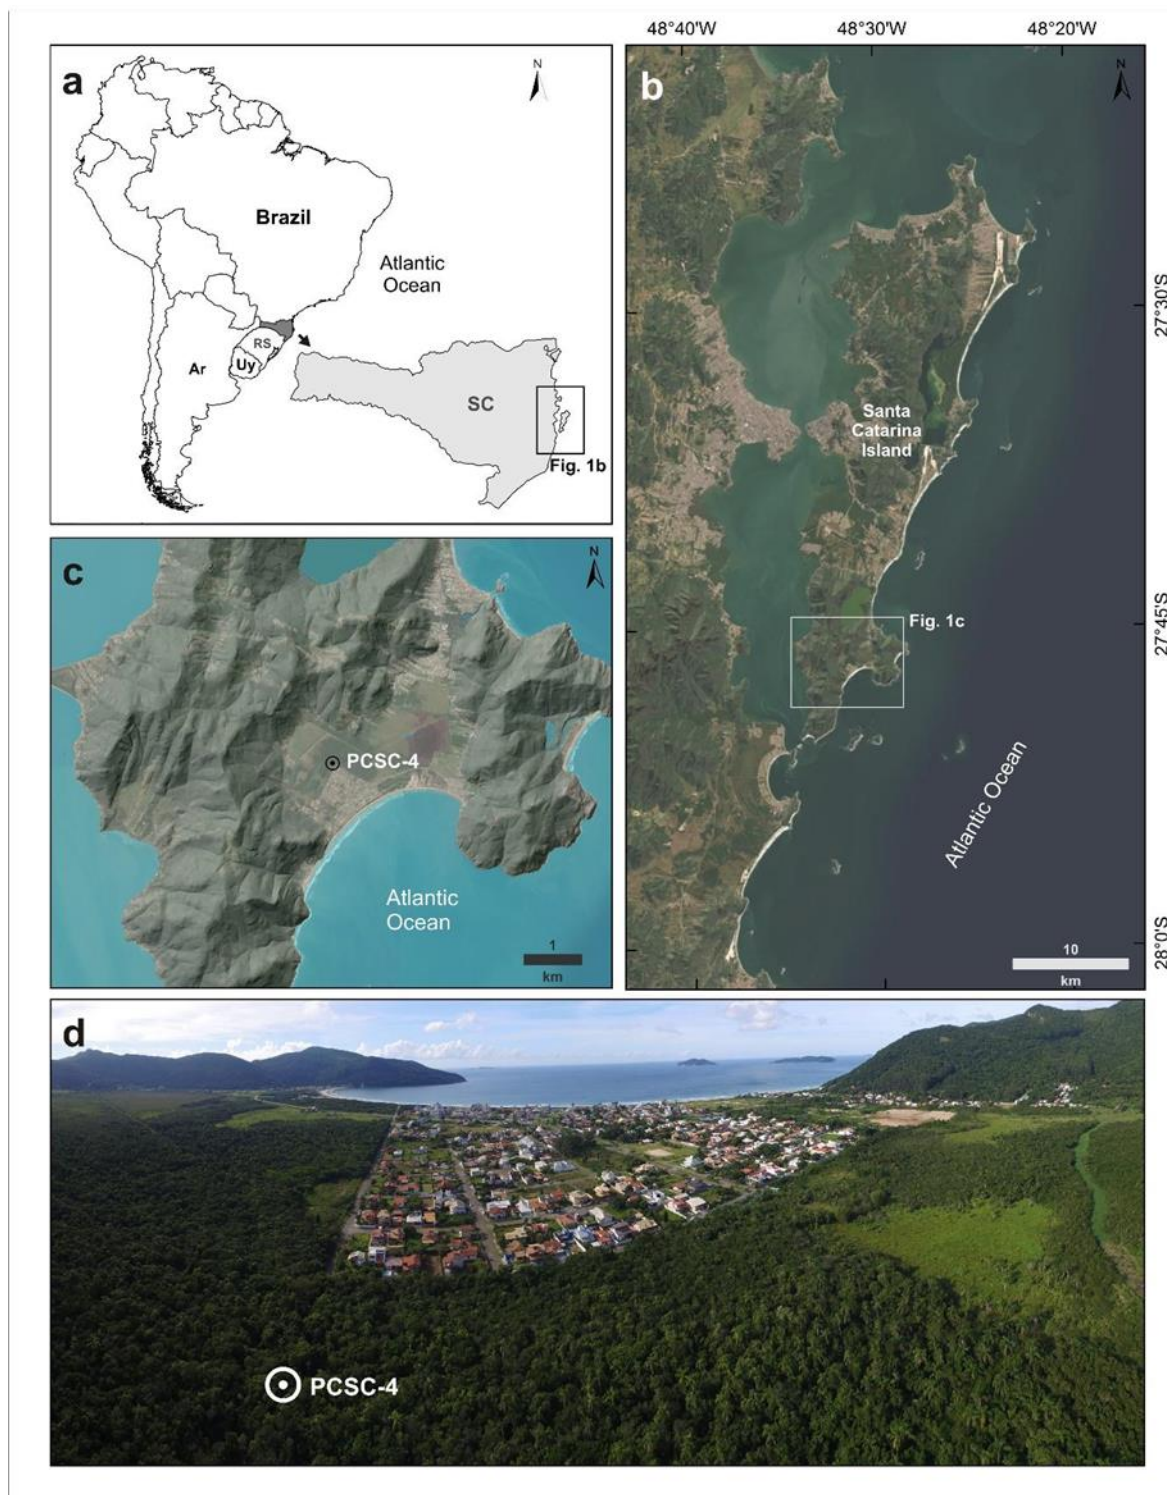 a
N
Brazil
Atlantic
Ocean
RS
Ar
Uy
SC
Fig. 1b
48°40'W
48°30'W
48°20'W
b
N
27°30'S
Santa
Catarina
Island
27°45'S
Fig. 1c
Atlantic Ocean
28°0'S
10
km
c
N
PCSC-4
Atlantic
Ocean
1
km
d
PCSC-4